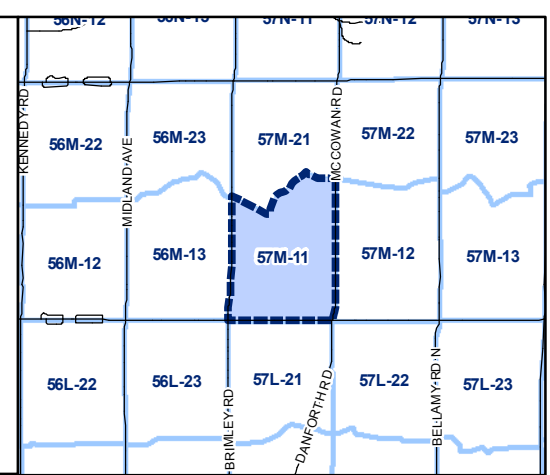 56N-12
56N-13
57N-11
57N-12
57N-13
KENNEDY RD
MIDLAND AVE
MCCOWAN RD
56M-22
56M-23
57M-21
57M-22
57M-23
56M-12
56M-13
57M-11
57M-12
57M-13
56L-22
56L-23
57L-21
57L-22
57L-23
BRIMLEY RD
DANFORTH RD
BELLAMY RD N